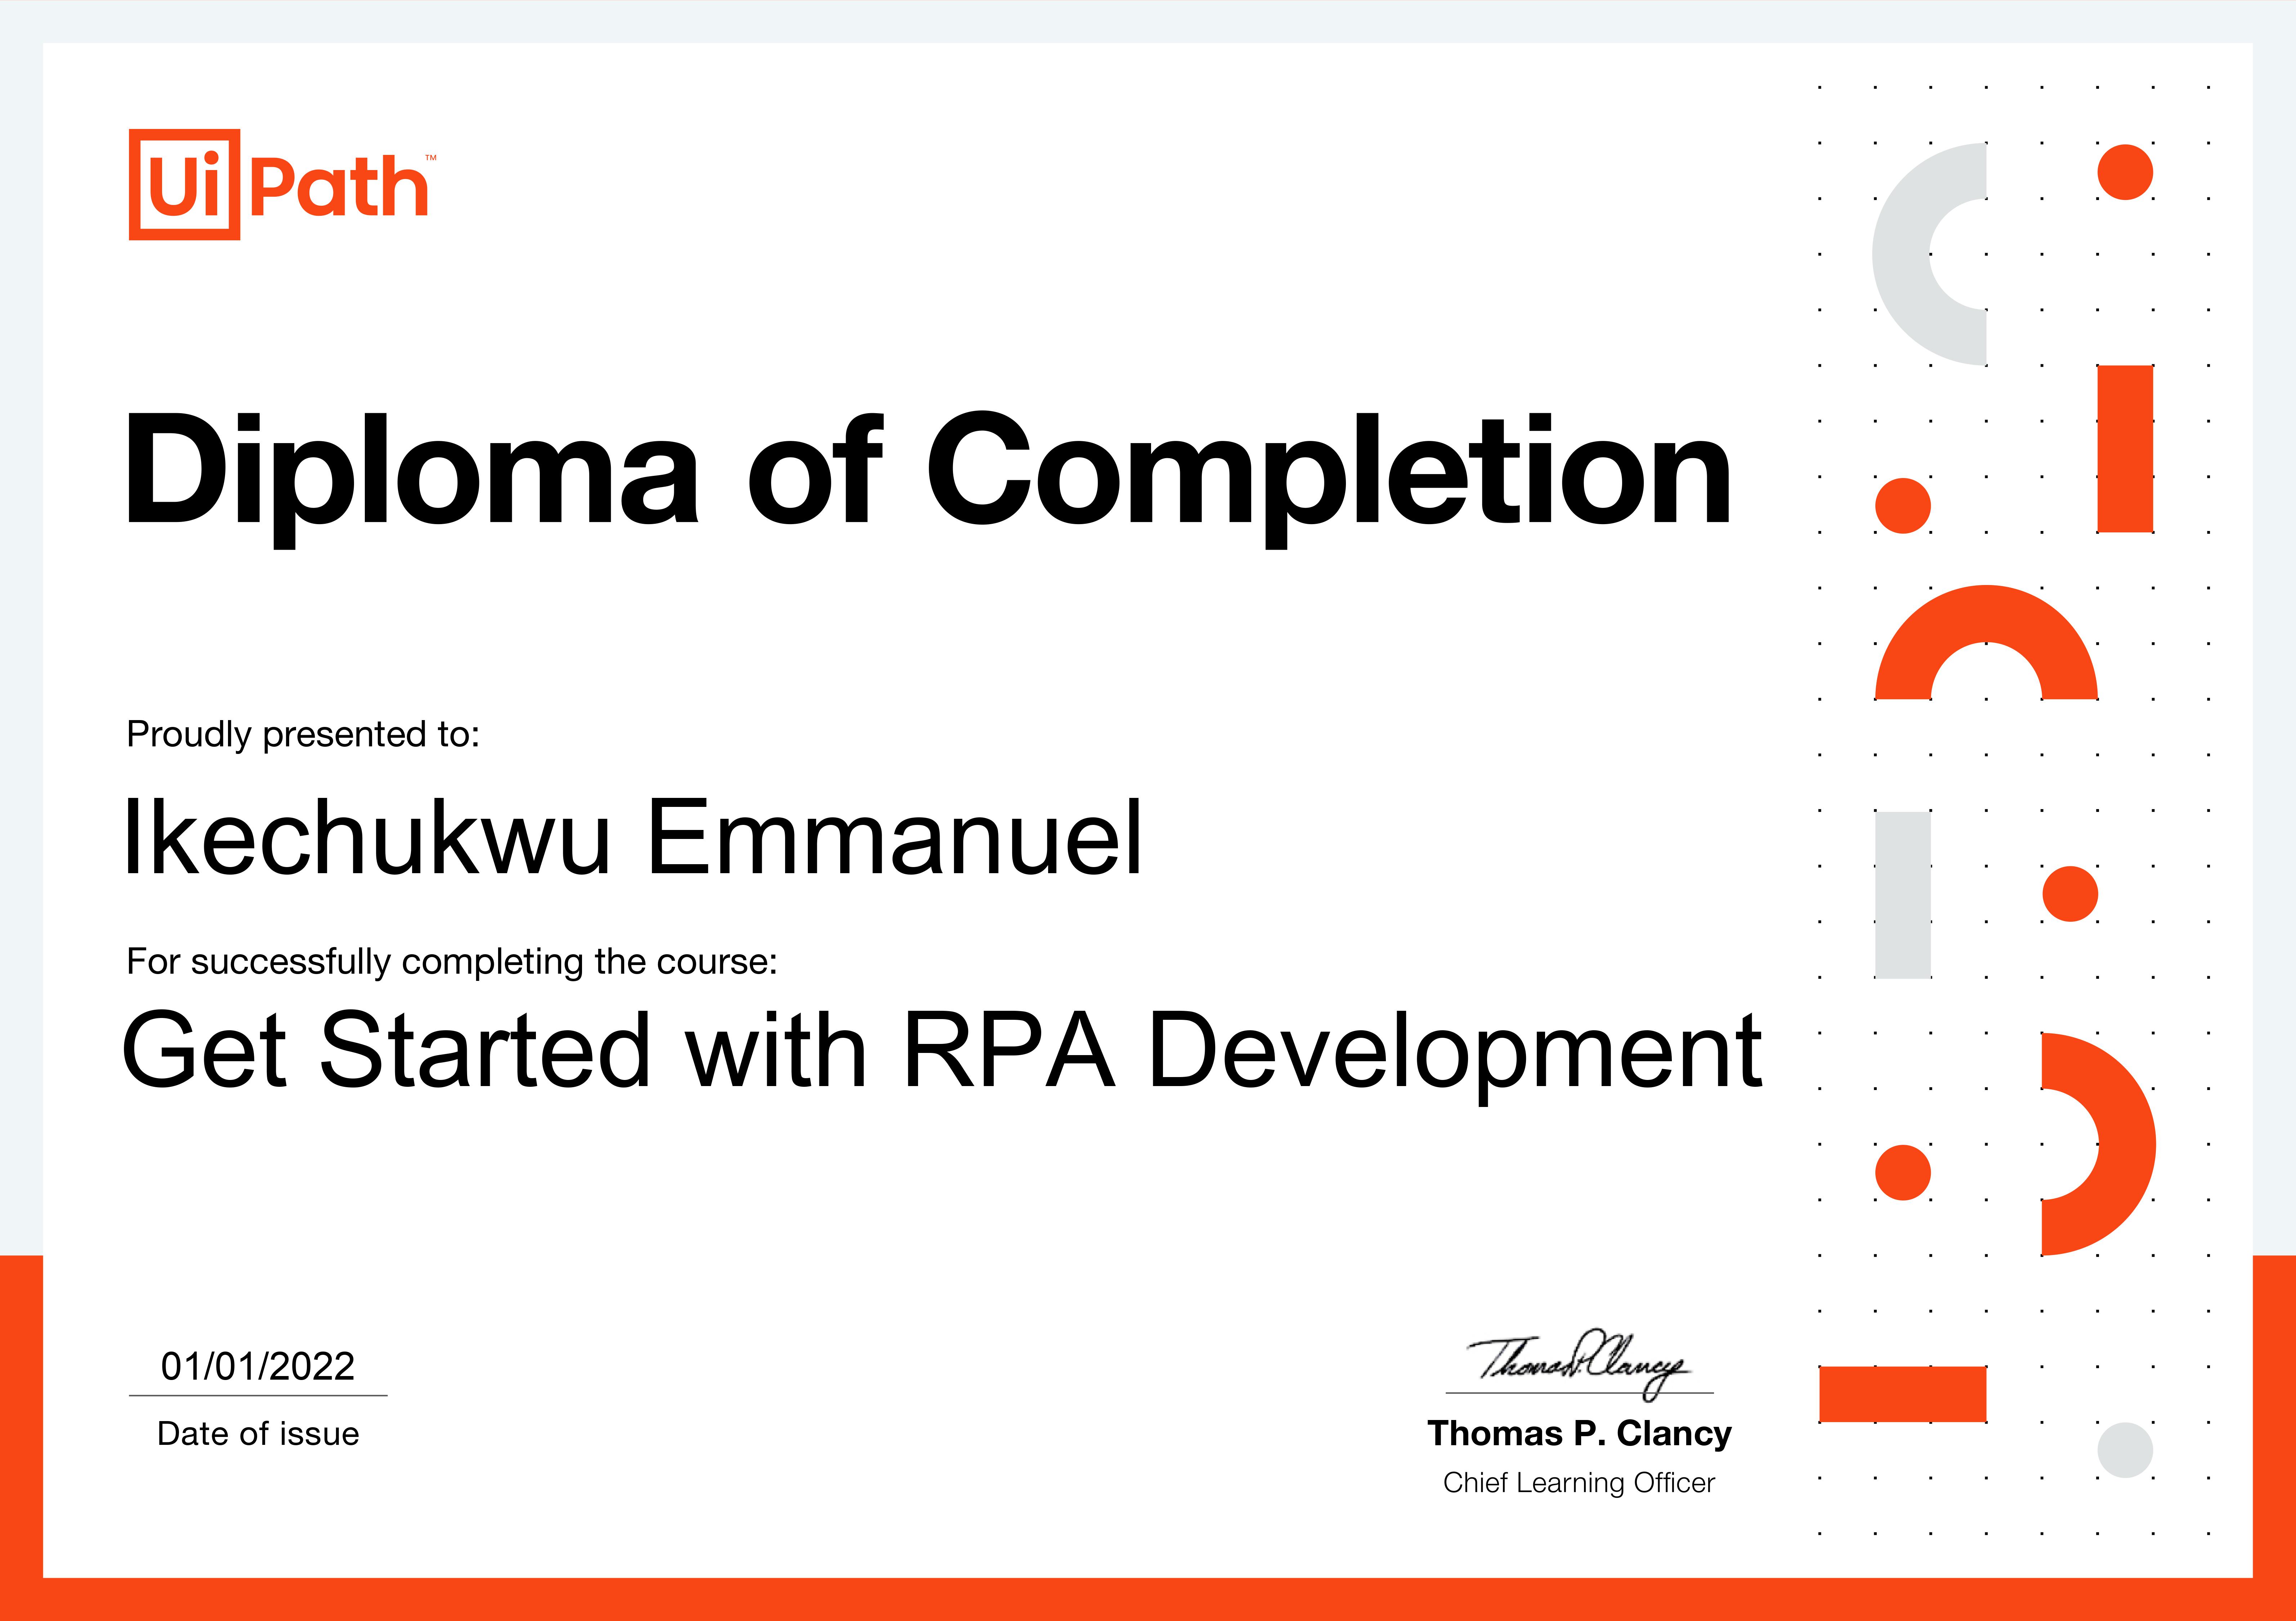 UiPath™
Diploma of Completion
Proudly presented to:
Ikechukwu Emmanuel
For successfully completing the course:
Get Started with RPA Development
01/01/2022
Date of issue
Thomas P. Clancy
Thomas P. Clancy
Chief Learning Officer